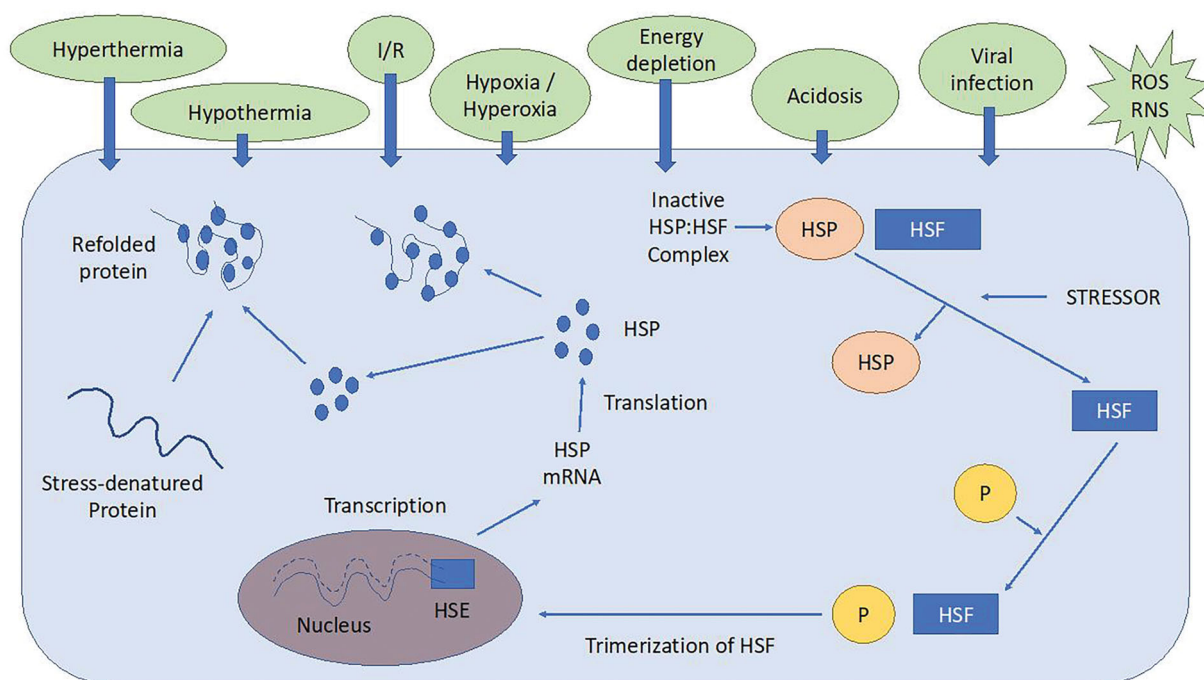 Hyperthermia
Hypothermia
I/R
Hypoxia /
Hyperoxia
Energy
depletion
Acidosis
Viral
infection
ROS
RNS
Refolded
protein
Inactive
HSP:HSF
Complex
HSP
HSF
STRESSOR
HSP
HSP
HSF
Translation
Stress-denatured
Protein
HSP
mRNA
P
Transcription
Nucleus
HSE
P
HSF
Trimerization of HSF